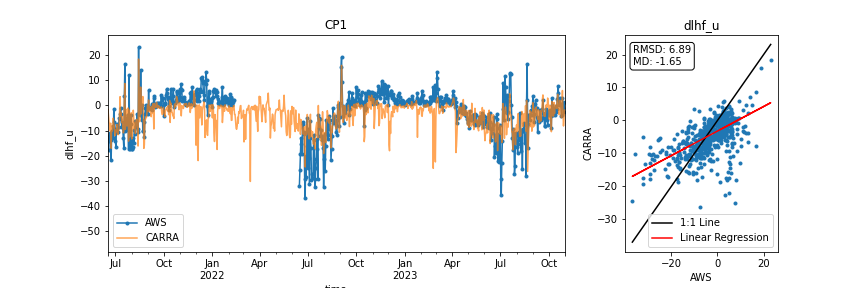 CP1
dlhf_u
20
10
0
−10
−20
−30
−40
−50
dlhf_u
AWS
CARRA
Jul Oct Jan Apr Jul Oct Jan Apr Jul Oct
2022 2023
time
RMSD: 6.89
MD: -1.65
20
10
0
−10
−20
−30
CARRA
1:1 Line
Linear Regression
−20 0 20
AWS